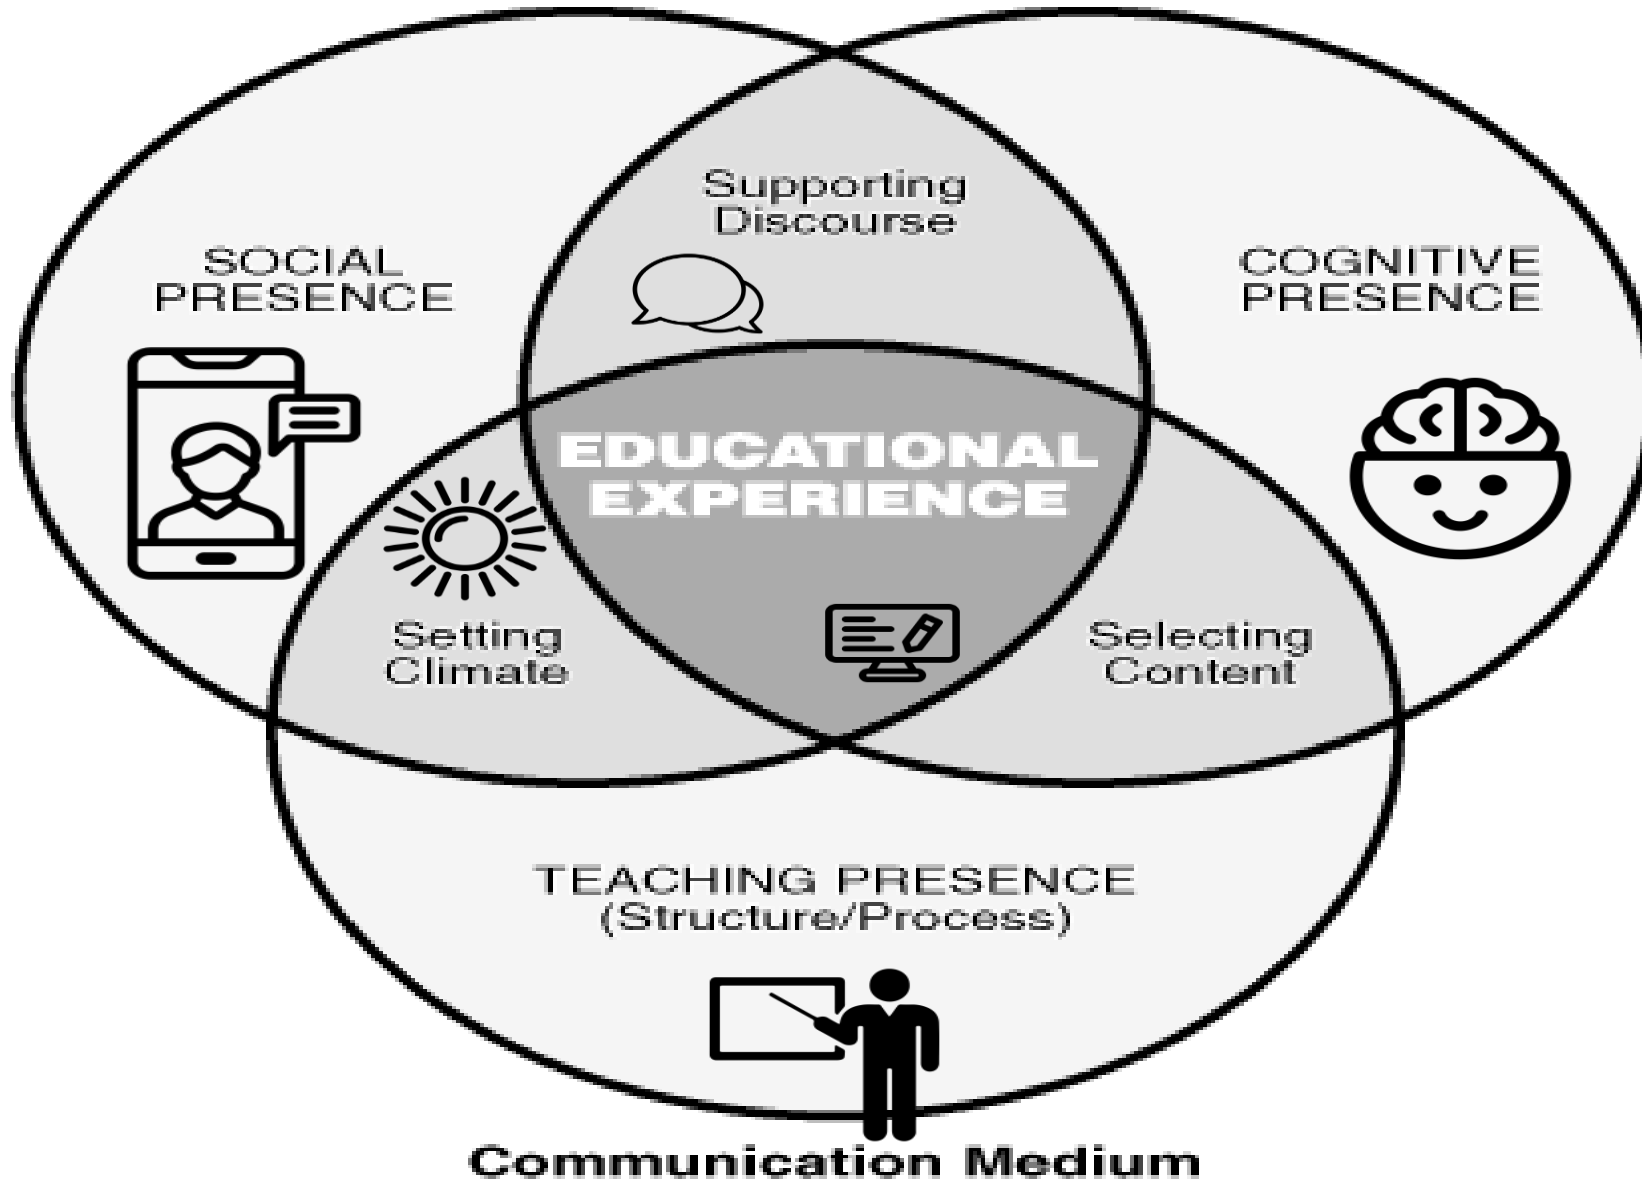 Supporting
Discourse
SOCIAL
PRESENCE
COGNITIVE
PRESENCE
EDUCATIONAL
EXPERIENCE
Setting
Climate
Selecting
Content
TEACHING PRESENCE
(Structure/Process)
Communication Medium